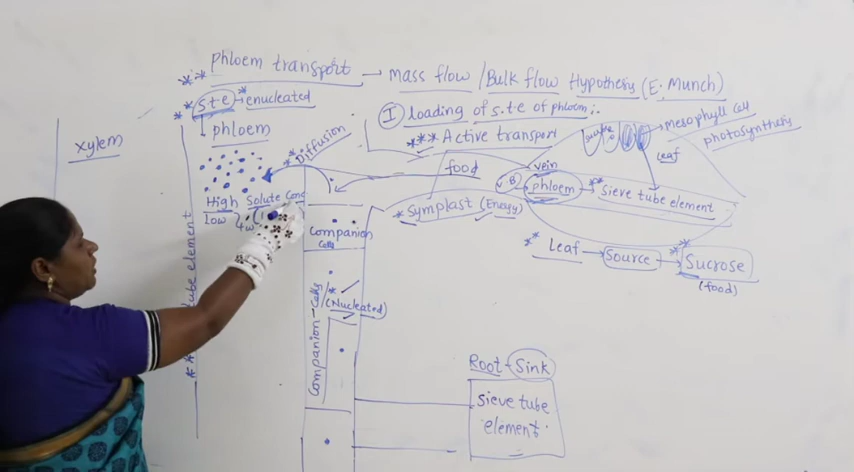 ** Phloem transport → Mass flow / Bulk flow Hypothesis (E. Munch)
** S.t.e → *enucleated
phloem
I loading of s.t.e of phloem :-
*** Active transport
* Diffusion
food
vein
sucrose
Mesophyll cell
photosynthesis
leaf
xylem
High Solute Conc
Low
(B) phloem → ** sieve tube element
* Symplast (Energy)
* Leaf → Source → ** Sucrose
(food)
tube element
Companion
Cells
Companion - Cells
* (Nucleated)
Root - Sink
Sieve tube
element.